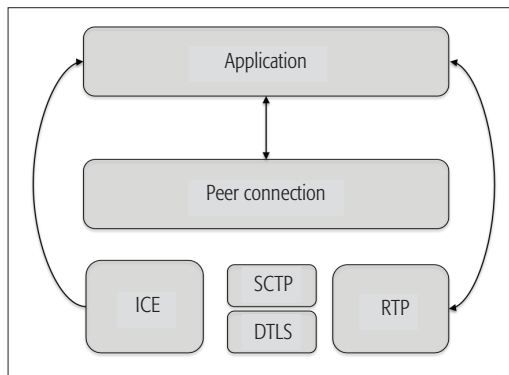 Application
Peer connection
ICE
SCTP
DTLS
RTP